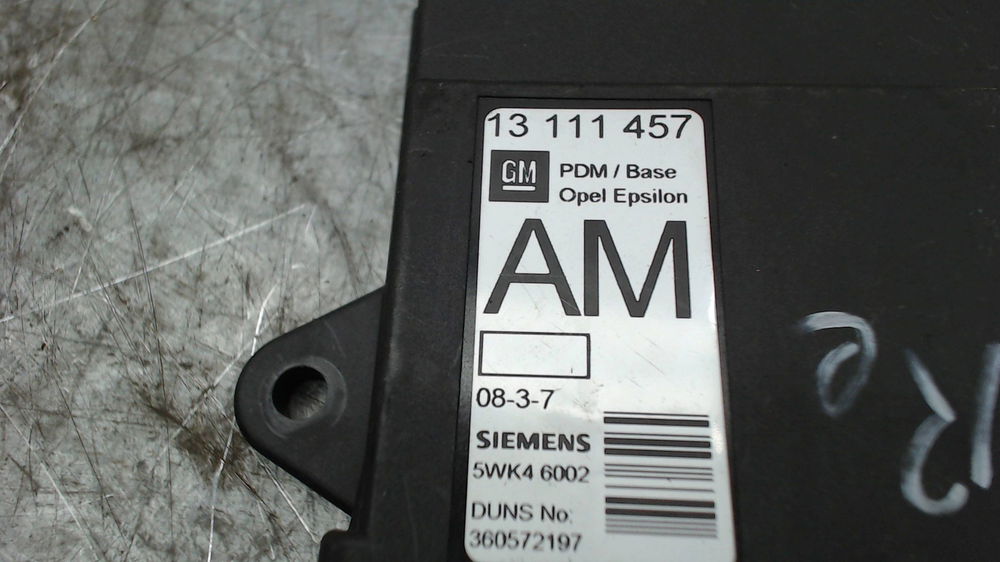 13 111 457
GM
PDM / Base
Opel Epsilon
AM
08-3-7
SIEMENS
5WK4 6002
DUNS No:
360572197